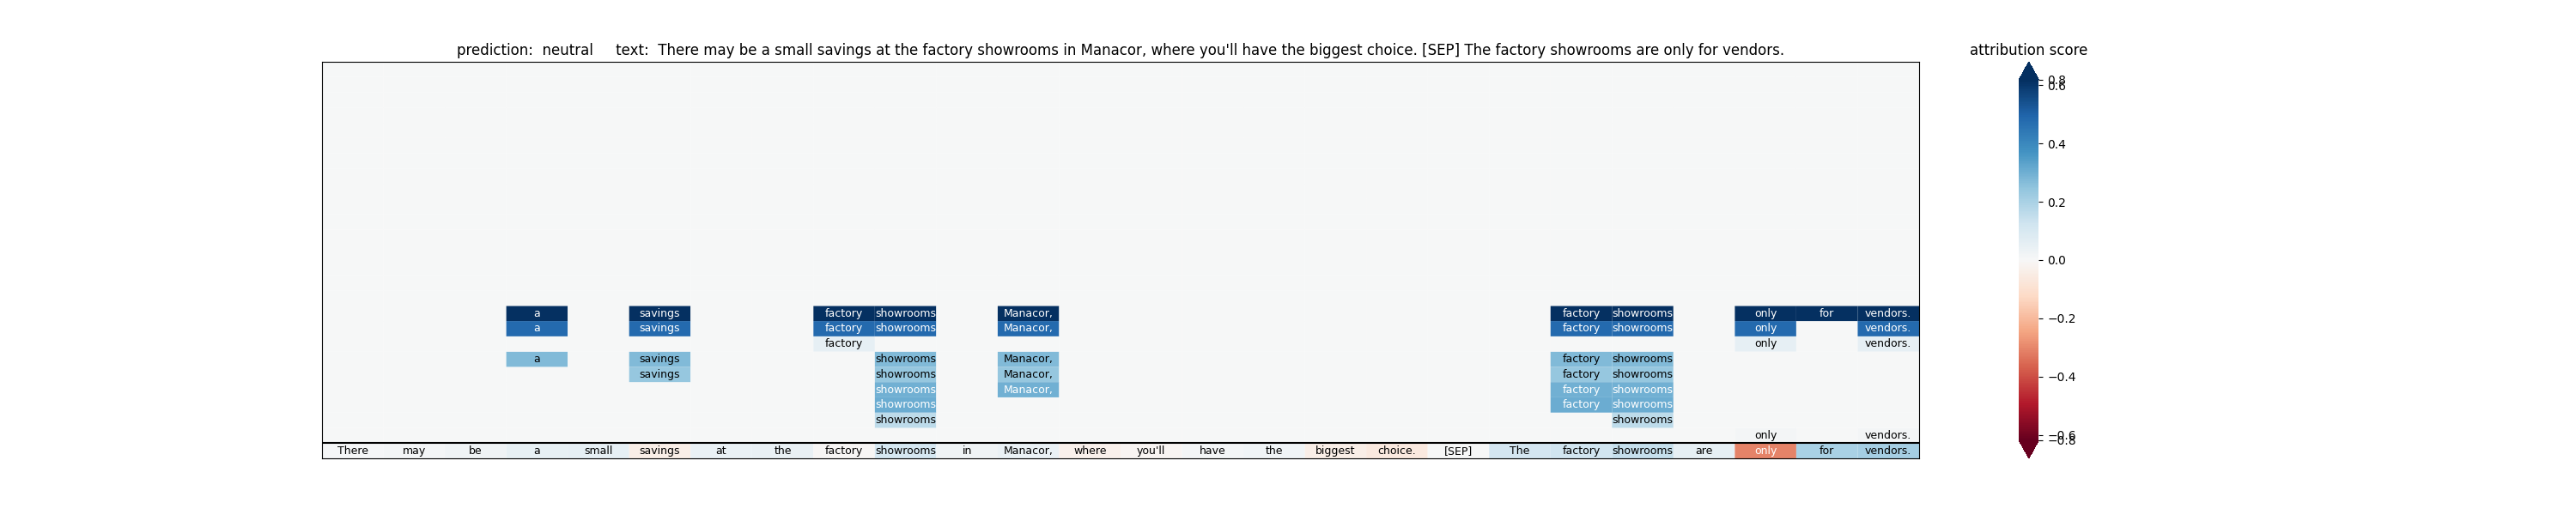 prediction:  neutral     text:  There may be a small savings at the factory showrooms in Manacor, where you'll have the biggest choice. [SEP] The factory showrooms are only for vendors.
attribution score
a savings factory showrooms Manacor, factory showrooms only for vendors.
a savings factory showrooms Manacor, factory showrooms only vendors.
factory only vendors.
a savings showrooms Manacor, factory showrooms
savings showrooms Manacor, factory showrooms
showrooms Manacor, factory showrooms
showrooms factory showrooms
showrooms showrooms
only vendors.
There may be a small savings at the factory showrooms in Manacor, where you'll have the biggest choice. [SEP] The factory showrooms are only for vendors.
0.8
0.6
0.4
0.2
0.0
−0.2
−0.4
−0.6
−0.8